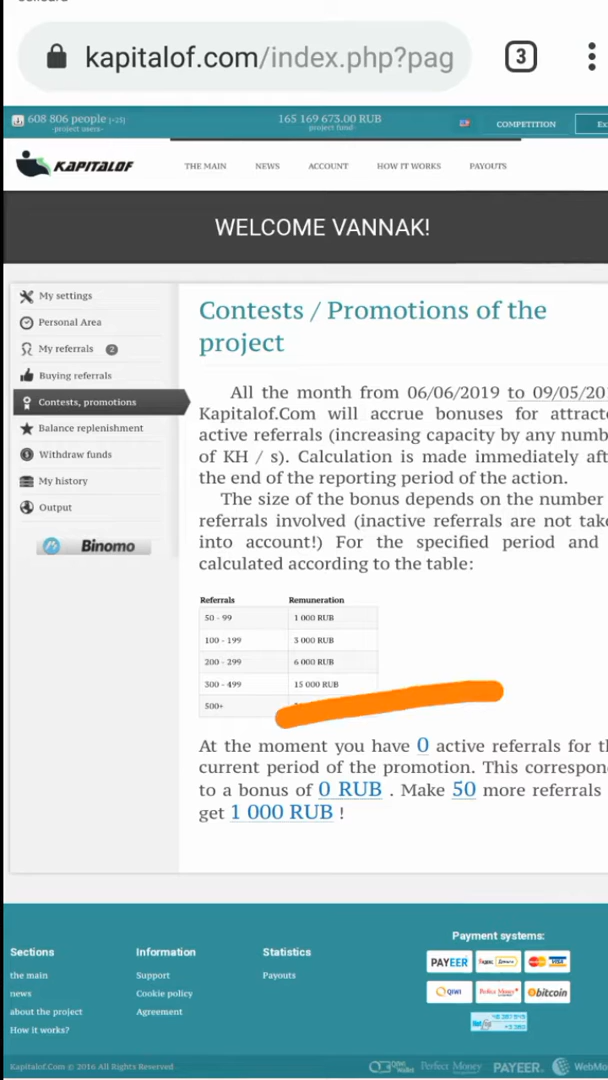 kapitalof.com/index.php?pag
3
608 806 people [+25]
-project users-
165 169 673.00 RUB
project fund-
COMPETITION
KAPITALOF
THE MAIN
NEWS
ACCOUNT
HOW IT WORKS
PAYOUTS
WELCOME VANNAK!
My settings
Personal Area
My referrals 2
Buying referrals
Contests, promotions
Balance replenishment
Withdraw funds
My history
Output
Binomo
Contests / Promotions of the
project
All the month from 06/06/2019 to 09/05/20
Kapitalof.Com will accrue bonuses for attract
active referrals (increasing capacity by any numb
of KH / s). Calculation is made immediately aft
the end of the reporting period of the action.
The size of the bonus depends on the number
referrals involved (inactive referrals are not tak
into account!) For the specified period and
calculated according to the table:
Referrals Remuneration
50 - 99 1 000 RUB
100 - 199 3 000 RUB
200 - 299 6 000 RUB
300 - 499 15 000 RUB
500+
At the moment you have 0 active referrals for th
current period of the promotion. This correspon
to a bonus of 0 RUB . Make 50 more referrals
get 1 000 RUB !
Sections
the main
news
about the project
How it works?
Information
Support
Cookie policy
Agreement
Statistics
Payouts
Payment systems:
PAYEER
VISA
QIWI
Perfect Money
bitcoin
Kapitalof.Com © 2016 All Rights Reserved
Perfect Money
PAYEER
WebMo